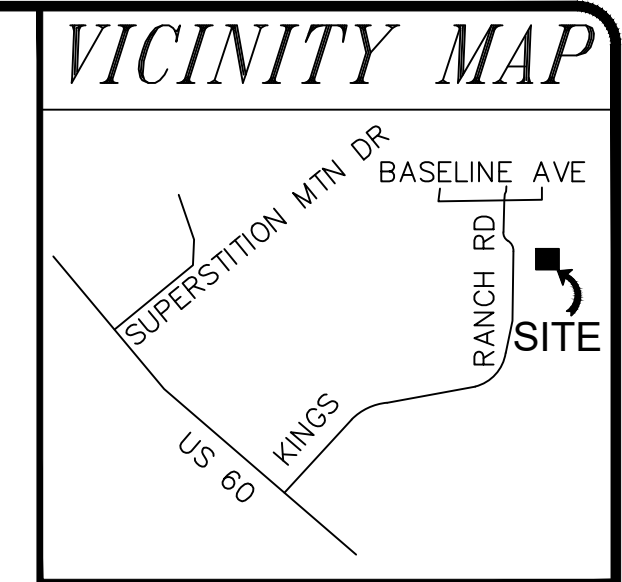 VICINITY MAP
SUPERSTITION MTN DR
BASELINE AVE
RANCH RD
SITE
KINGS
US 60